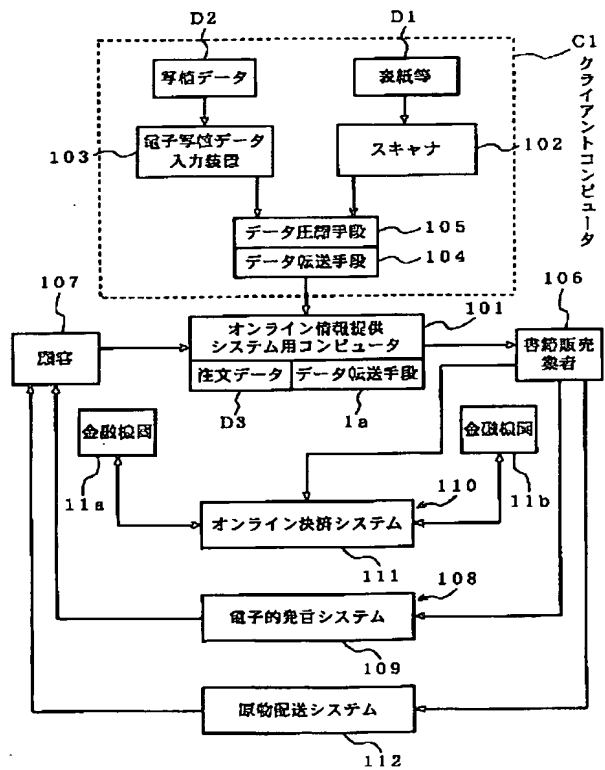 D2
D1
C1
クライアントコンピュータ
写植データ
表紙等
103
電子写植データ
入力装置
スキャナ
102
データ圧縮手段
105
データ転送手段
104
107
101
106
顧客
オンライン情報提供
システム用コンピュータ
注文データ
データ転送手段
書籍販売
業者
D3
1a
金融機関
金融機関
11a
11b
110
オンライン決済システム
111
108
電子的発行システム
109
原物配送システム
112